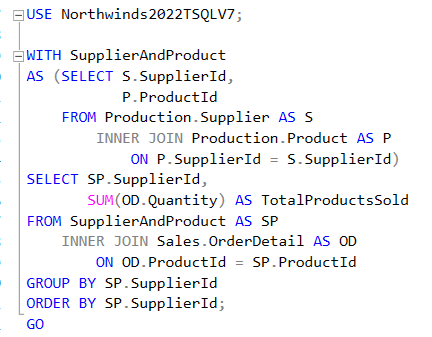 USE Northwinds2022TSQLV7;
WITH SupplierAndProduct
AS (SELECT S.SupplierId,
P.ProductId
FROM Production.Supplier AS S
INNER JOIN Production.Product AS P
ON P.SupplierId = S.SupplierId)
SELECT SP.SupplierId,
SUM(OD.Quantity) AS TotalProductsSold
FROM SupplierAndProduct AS SP
INNER JOIN Sales.OrderDetail AS OD
ON OD.ProductId = SP.ProductId
GROUP BY SP.SupplierId
ORDER BY SP.SupplierId;
GO